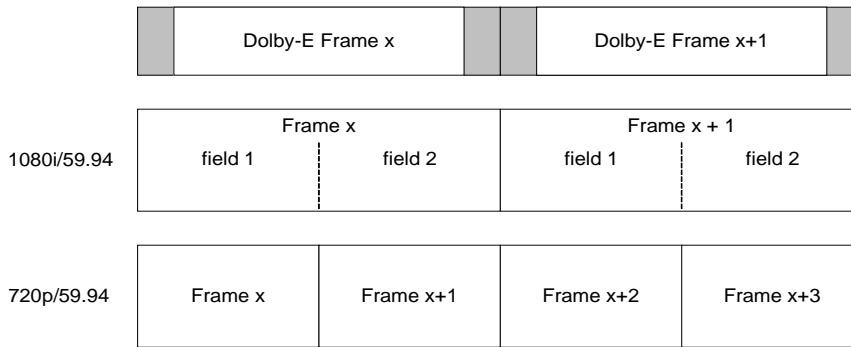 Dolby-E Frame x
Dolby-E Frame x+1
1080i/59.94
Frame x
Frame x + 1
field 1
field 2
field 1
field 2
720p/59.94
Frame x
Frame x+1
Frame x+2
Frame x+3